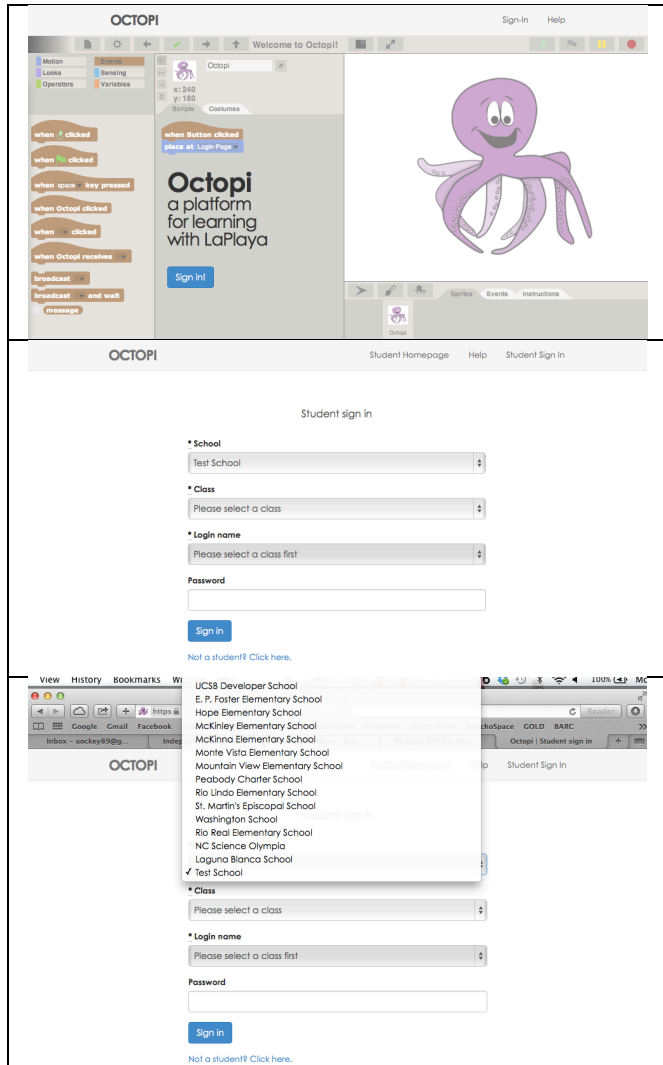 OCTOPI
Sign-In Help
Welcome to Octopi!
Motion Events
Looks Sensing
Operators Variables
Octopi
x: 240
y: 180
Scripts Costumes
when clicked
when clicked
when space key pressed
when Octopi clicked
when clicked
when Octopi receives
broadcast
broadcast and wait
message
when Button clicked
place at Login Page
Octopi
a platform
for learning
with LaPlaya
Sign in!
Sprites Events Instructions
Octopi
OCTOPI
Student Homepage Help Student Sign In
Student sign in
* School
Test School
* Class
Please select a class
* Login name
Please select a class first
Password
Sign in
Not a student? Click here.
View History Bookmarks
100%
https
Reader
Google Gmail Facebook
GOLD BARC
Inbox – aockey89@g...
Octopi | Student sign in
UCSB Developer School
E. P. Foster Elementary School
Hope Elementary School
McKinley Elementary School
McKinna Elementary School
Monte Vista Elementary School
Mountain View Elementary School
Peabody Charter School
Rio Lindo Elementary School
St. Martin's Episcopal School
Washington School
Rio Real Elementary School
NC Science Olympia
Laguna Blanca School
✓ Test School
OCTOPI
Student Sign In
* Class
Please select a class
* Login name
Please select a class first
Password
Sign in
Not a student? Click here.